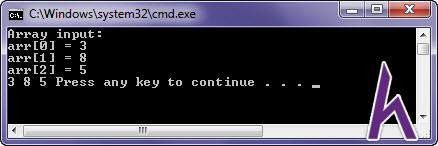 C:\Windows\system32\cmd.exe
Array input:
arr[0] = 3
arr[1] = 8
arr[2] = 5
3 8 5 Press any key to continue . . . _